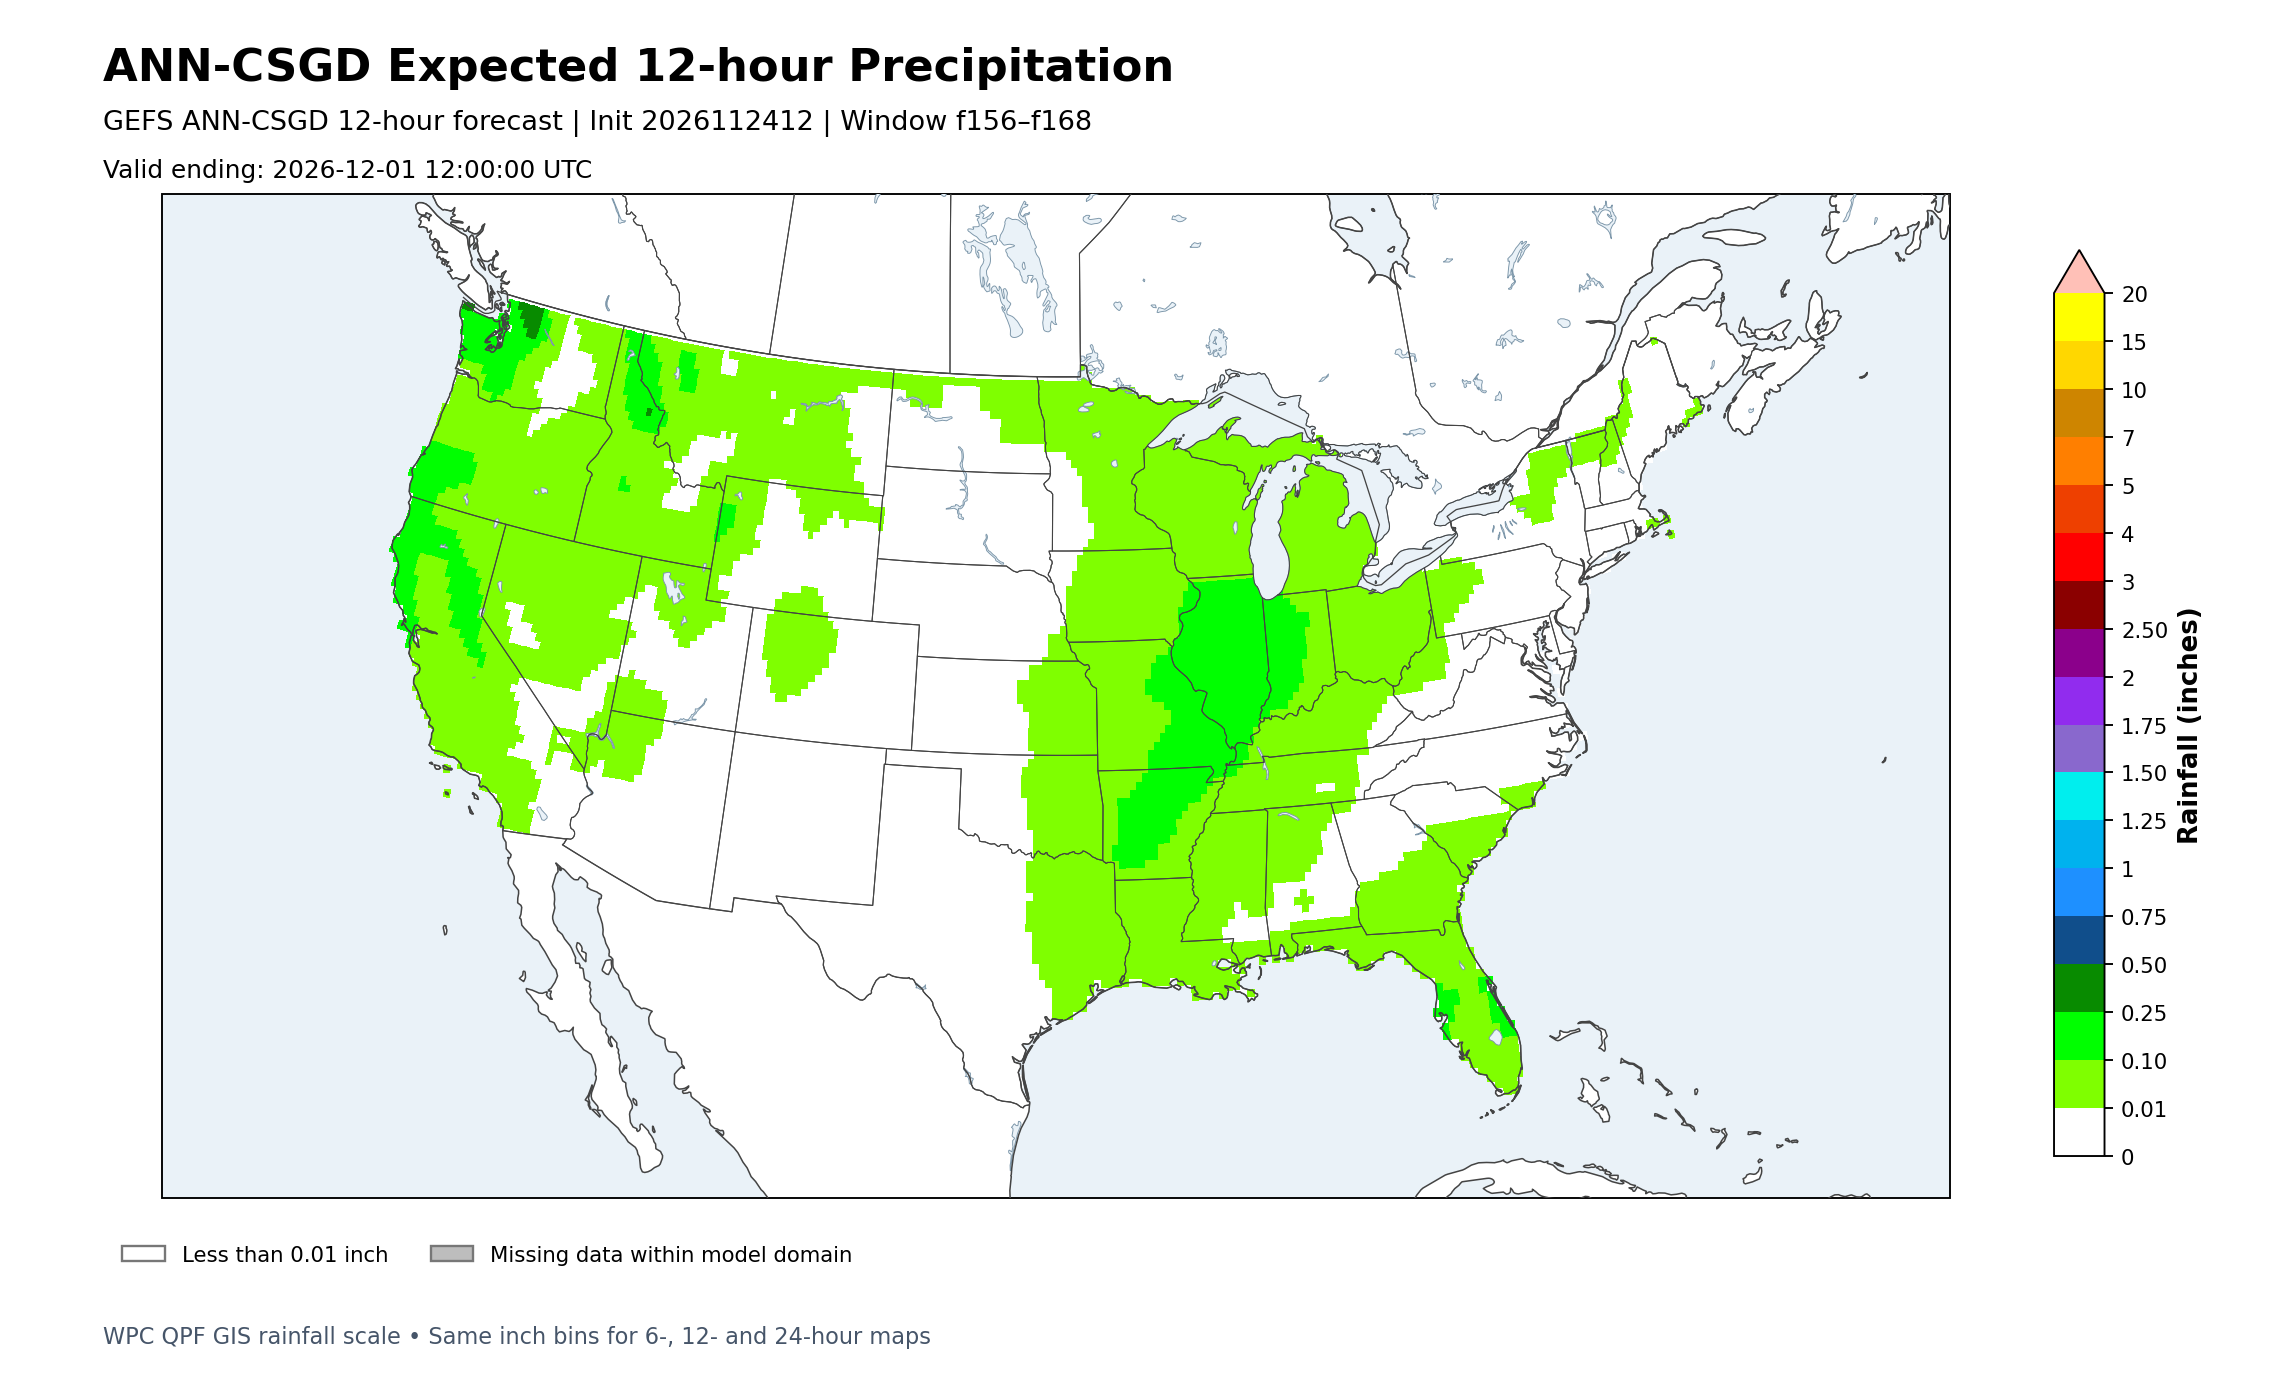 ANN-CSGD Expected 12-hour Precipitation
GEFS ANN-CSGD 12-hour forecast | Init 2026112412 | Window f156–f168
Valid ending: 2026-12-01 12:00:00 UTC
20
15
10
7
5
4
3
2.50
2
1.75
1.50
1.25
1
0.75
0.50
0.25
0.10
0.01
0
Rainfall (inches)
Less than 0.01 inch
Missing data within model domain
WPC QPF GIS rainfall scale • Same inch bins for 6-, 12- and 24-hour maps